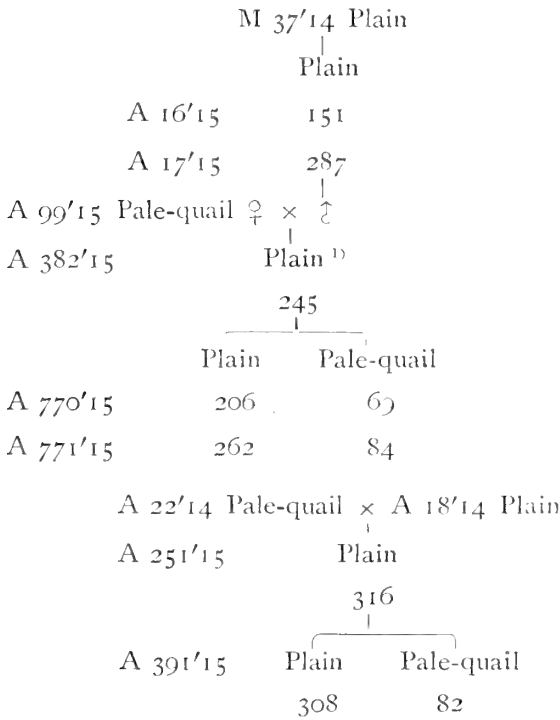 M 37'14 Plain
Plain
A 16'15 151
A 17'15 287
A 99'15 Pale-quail ♀ × ♂
A 382'15 Plain ¹⁾
245
Plain Pale-quail
A 770'15 206 69
A 771'15 262 84
A 22'14 Pale-quail × A 18'14 Plain
A 251'15 Plain
316
A 391'15 Plain Pale-quail
308 82